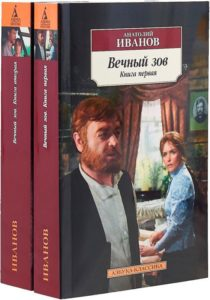 АНАТОЛИЙ
ИВАНОВ
Вечный зов
Книга первая
АЗБУКА-КЛАССИКА
Вечный зов. Книга первая
ИВАНОВ
Вечный зов. Книга вторая
ИВАНОВ